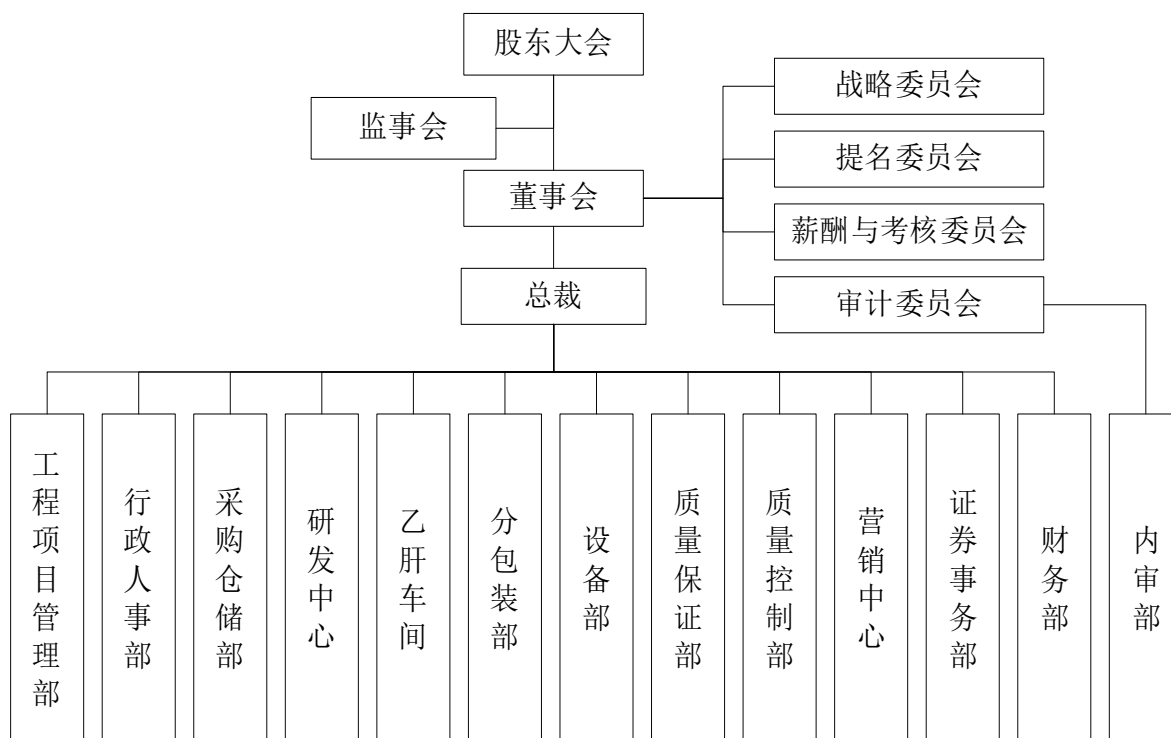 股东大会
战略委员会
监事会
提名委员会
董事会
薪酬与考核委员会
总裁
审计委员会
工程项目管理部
行政人事部
采购仓储部
研发中心
乙肝车间
分包装部
设备部
质量保证部
质量控制部
营销中心
证券事务部
财务部
内审部